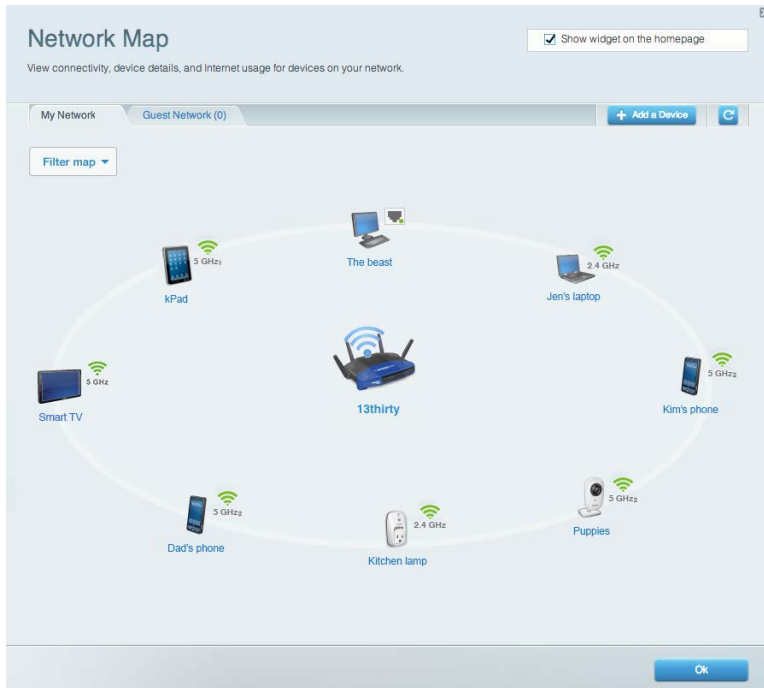 Network Map
Show widget on the homepage
View connectivity, device details, and Internet usage for devices on your network.
My Network
Guest Network (0)
Add a Device
Filter map
The beast
5 GHz1
kPad
2.4 GHz
Jen's laptop
5 GHz
Smart TV
13thirty
5 GHz2
Kim's phone
5 GHz2
Dad's phone
2.4 GHz
Kitchen lamp
5 GHz2
Puppies
Ok